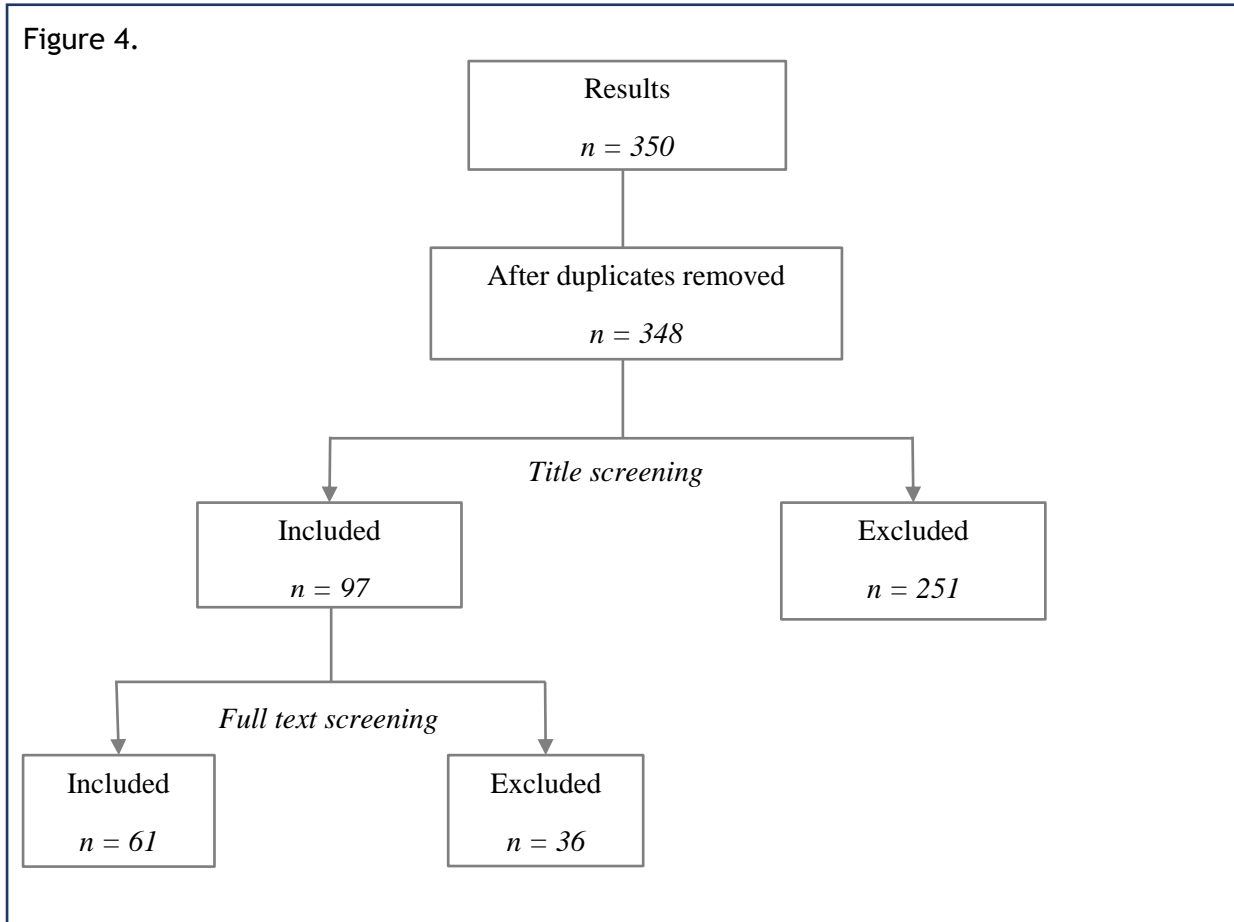 Figure 4.
Results
n = 350
After duplicates removed
n = 348
Title screening
Included
n = 97
Excluded
n = 251
Full text screening
Included
n = 61
Excluded
n = 36